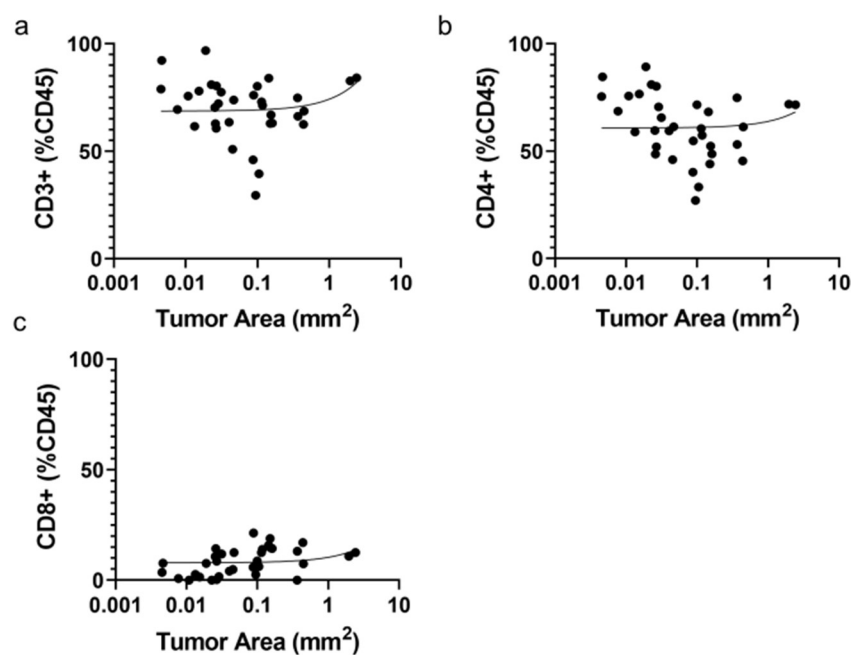 a
100
50
0
CD3+ (%CD45)
0.001 0.01 0.1 1 10
Tumor Area (mm²)
b
100
50
0
CD4+ (%CD45)
0.001 0.01 0.1 1 10
Tumor Area (mm²)
c
100
50
0
CD8+ (%CD45)
0.001 0.01 0.1 1 10
Tumor Area (mm²)